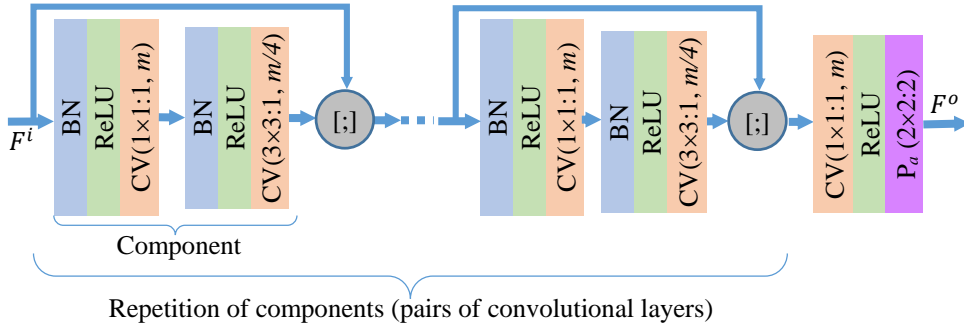 F^i
BN
ReLU
CV(1×1:1, m)
BN
ReLU
CV(3×3:1, m/4)
[;]
BN
ReLU
CV(1×1:1, m)
BN
ReLU
CV(3×3:1, m/4)
[;]
CV(1×1:1, m)
ReLU
P_a (2×2:2)
F^o
Component
Repetition of components (pairs of convolutional layers)